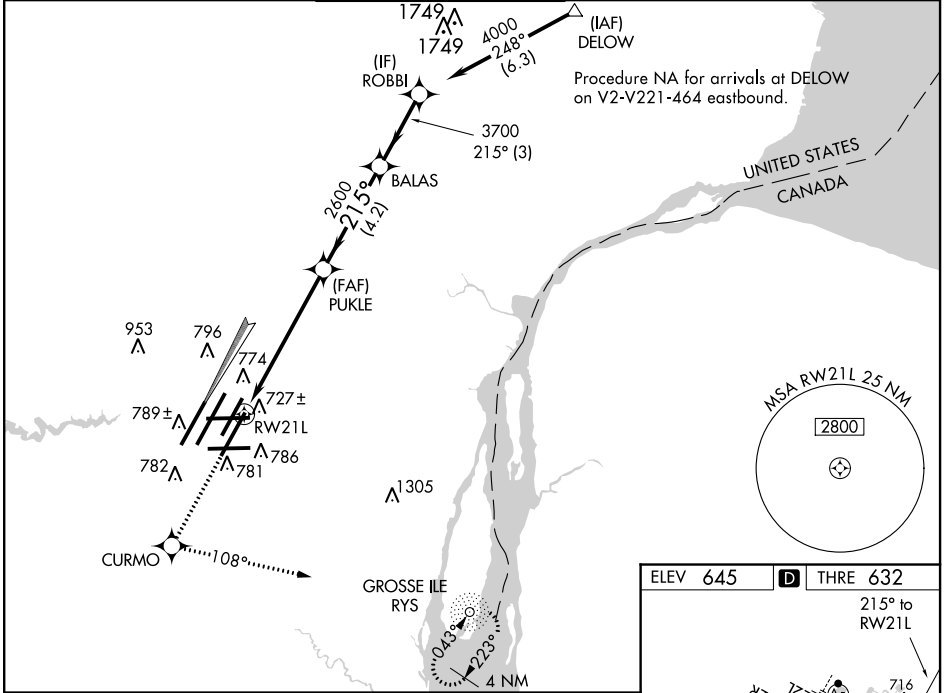 1749
1749
4000
248°
(6.3)
(IAF)
DELOW
(IF)
ROBBI
Procedure NA for arrivals at DELOW
on V2-V221-464 eastbound.
3700
215° (3)
BALAS
UNITED STATES
CANADA
2600
215°
(4.2)
(FAF)
PUKLE
953
796
774
727±
789±
RW21L
786
782
781
1305
MSA RW21L 25 NM
2800
CURMO
108°
GROSSE ILE
RYS
043°
223°
4 NM
ELEV 645 D THRE 632
215° to
RW21L
716